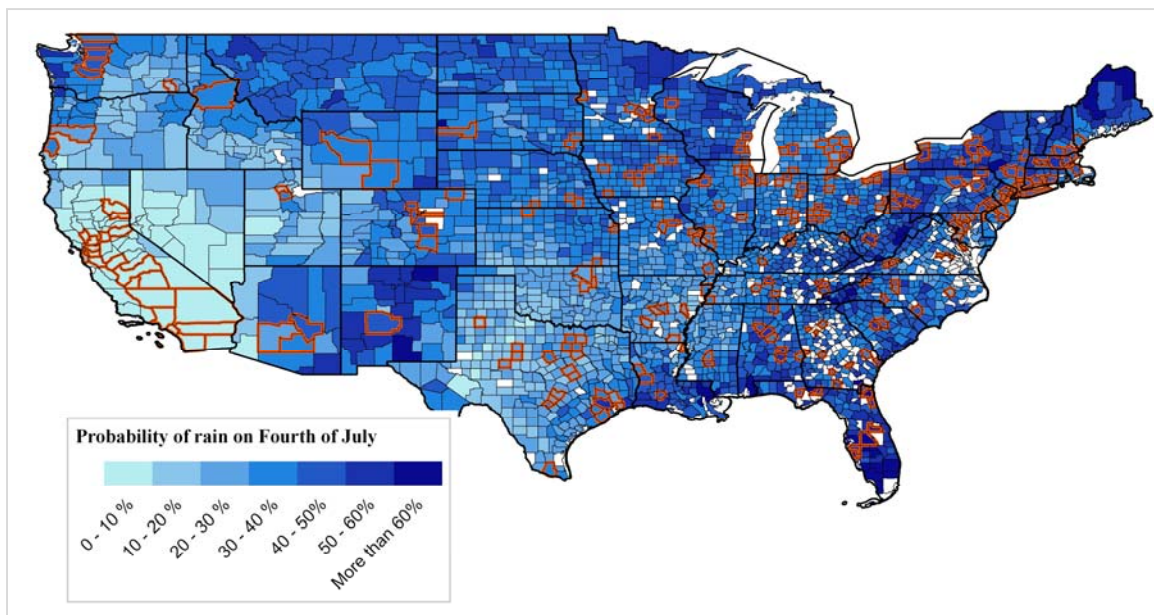 Probability of rain on Fourth of July
0 - 10 %
10 - 20 %
20 - 30 %
30 - 40 %
40 - 50%
50 - 60%
More than 60%